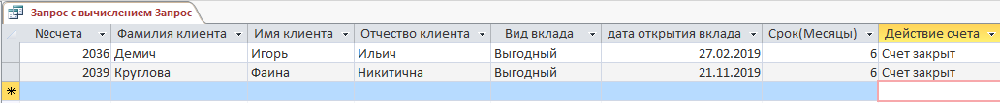 Запрос с вычислением Запрос
№счета Фамилия клиента Имя клиента Отчество клиента Вид вклада дата открытия вклада Срок(Месяцы) Действие счета
2036 Демич Игорь Ильич Выгодный 27.02.2019 6 Счет закрыт
2039 Круглова Фаина Никитична Выгодный 21.11.2019 6 Счет закрыт